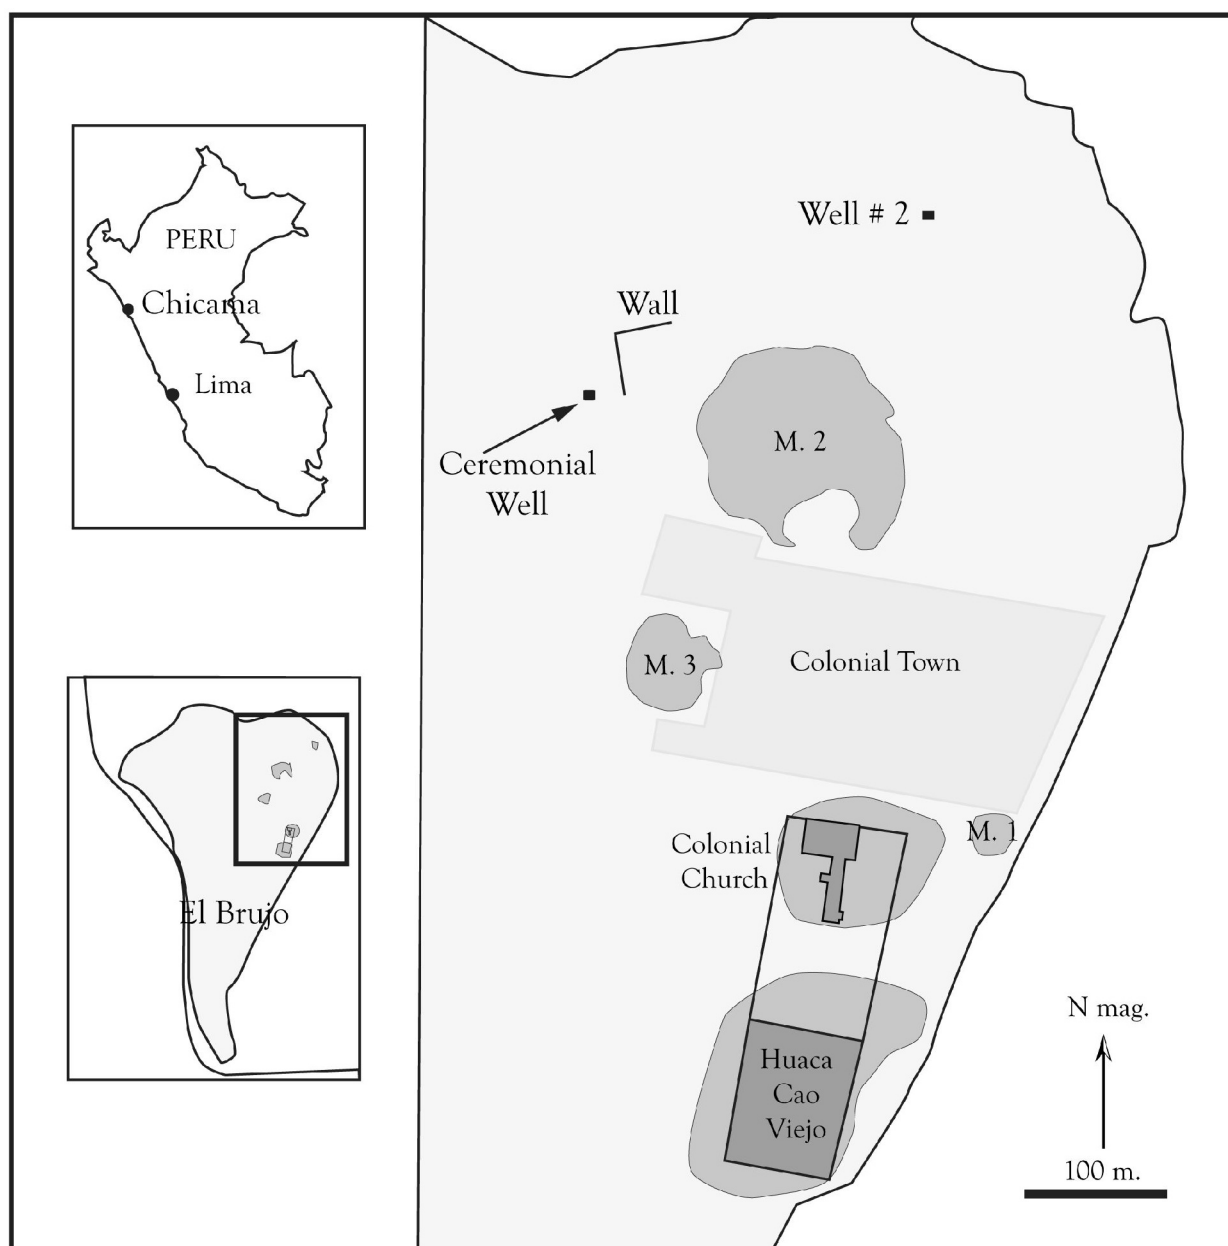 PERU
Chicama
Lima
El Brujo
Well # 2
Wall
Ceremonial
Well
M. 2
M. 3
Colonial Town
M. 1
Colonial
Church
Huaca
Cao
Viejo
N mag.
100 m.